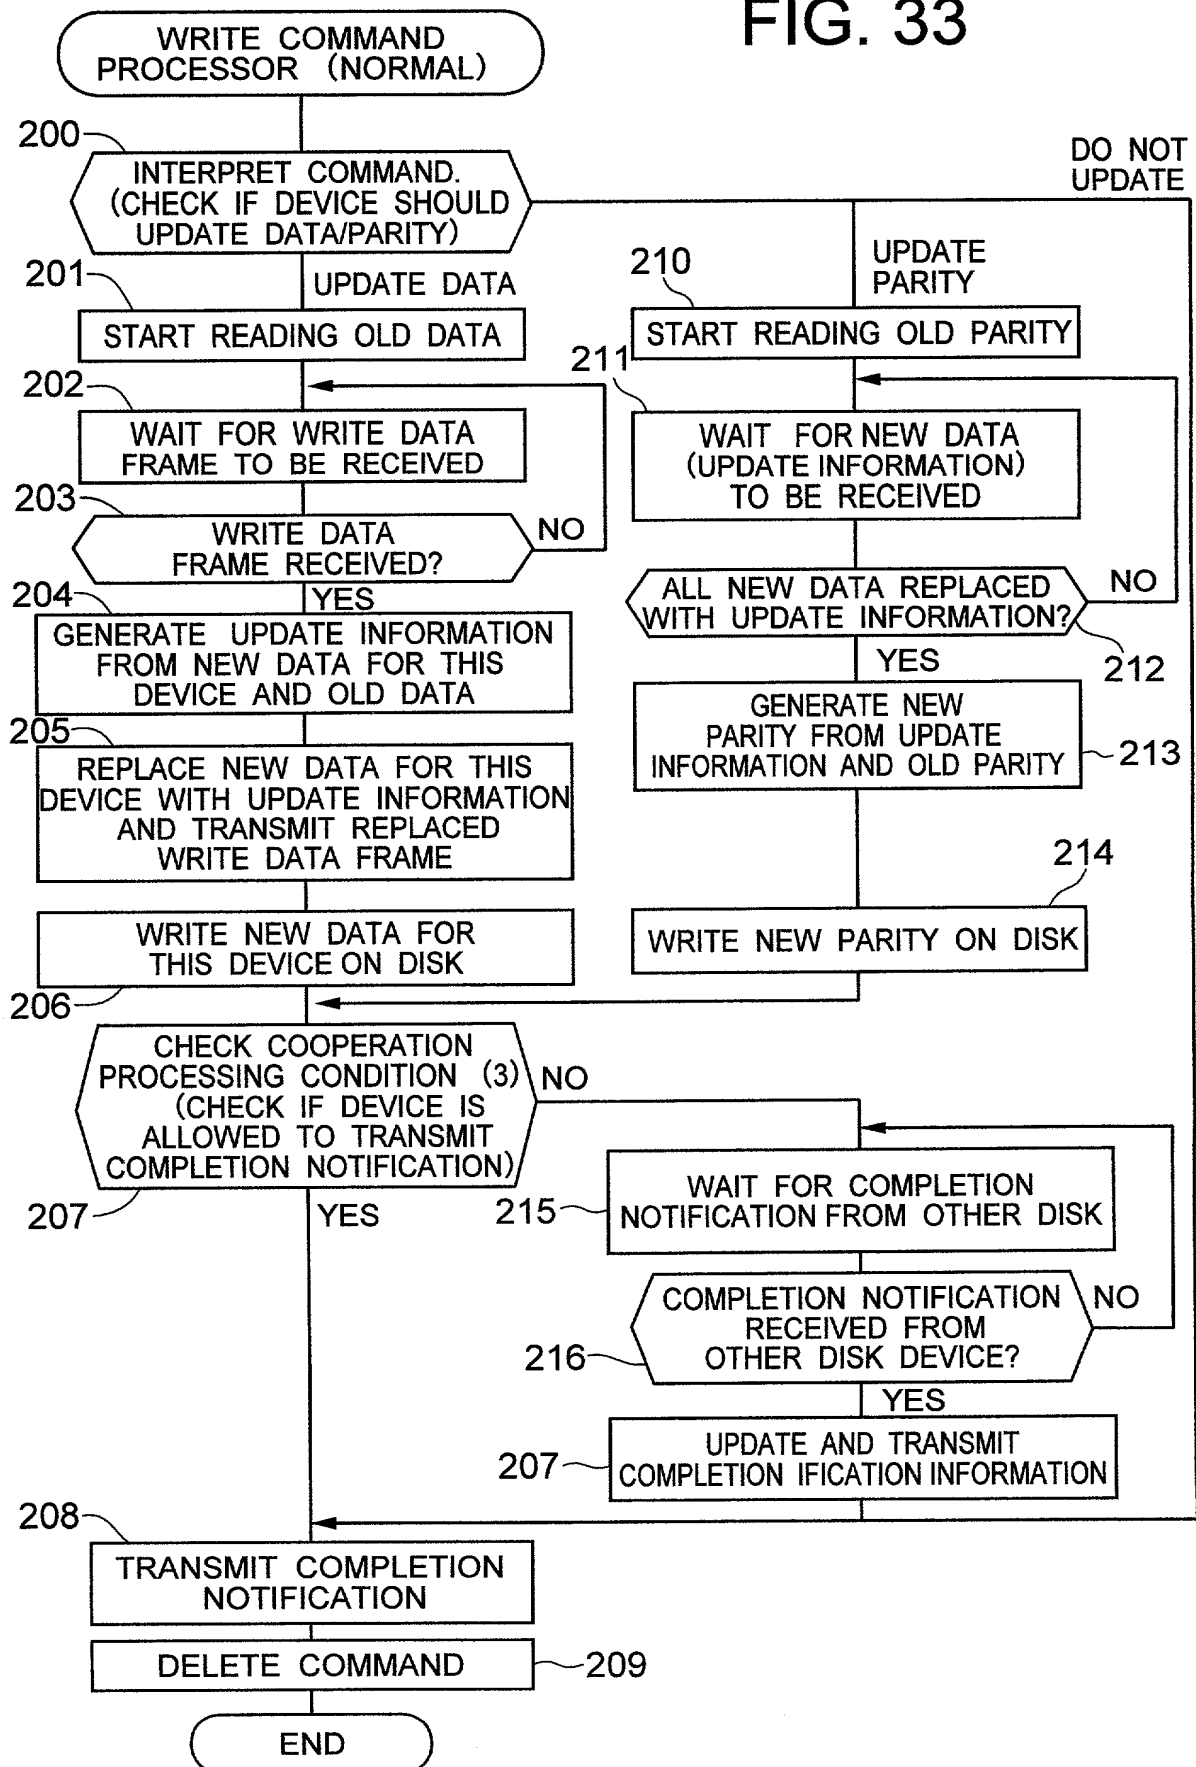 FIG. 33
WRITE COMMAND
PROCESSOR (NORMAL)
200
INTERPRET COMMAND.
(CHECK IF DEVICE SHOULD
UPDATE DATA/PARITY)
DO NOT
UPDATE
201
UPDATE DATA
START READING OLD DATA
202
WAIT FOR WRITE DATA
FRAME TO BE RECEIVED
203
WRITE DATA
FRAME RECEIVED?
NO
YES
204
GENERATE UPDATE INFORMATION
FROM NEW DATA FOR THIS
DEVICE AND OLD DATA
205
REPLACE NEW DATA FOR THIS
DEVICE WITH UPDATE INFORMATION
AND TRANSMIT REPLACED
WRITE DATA FRAME
WRITE NEW DATA FOR
THIS DEVICE ON DISK
206
UPDATE
PARITY
210
START READING OLD PARITY
211
WAIT FOR NEW DATA
(UPDATE INFORMATION)
TO BE RECEIVED
ALL NEW DATA REPLACED
WITH UPDATE INFORMATION?
NO
212
YES
GENERATE NEW
PARITY FROM UPDATE
INFORMATION AND OLD PARITY
213
214
WRITE NEW PARITY ON DISK
CHECK COOPERATION
PROCESSING CONDITION (3)
(CHECK IF DEVICE IS
ALLOWED TO TRANSMIT
COMPLETION NOTIFICATION)
NO
207
YES
WAIT FOR COMPLETION
NOTIFICATION FROM OTHER DISK
215
COMPLETION NOTIFICATION
RECEIVED FROM
OTHER DISK DEVICE?
NO
216
YES
UPDATE AND TRANSMIT
COMPLETION IFICATION INFORMATION
207
208
TRANSMIT COMPLETION
NOTIFICATION
DELETE COMMAND
209
END